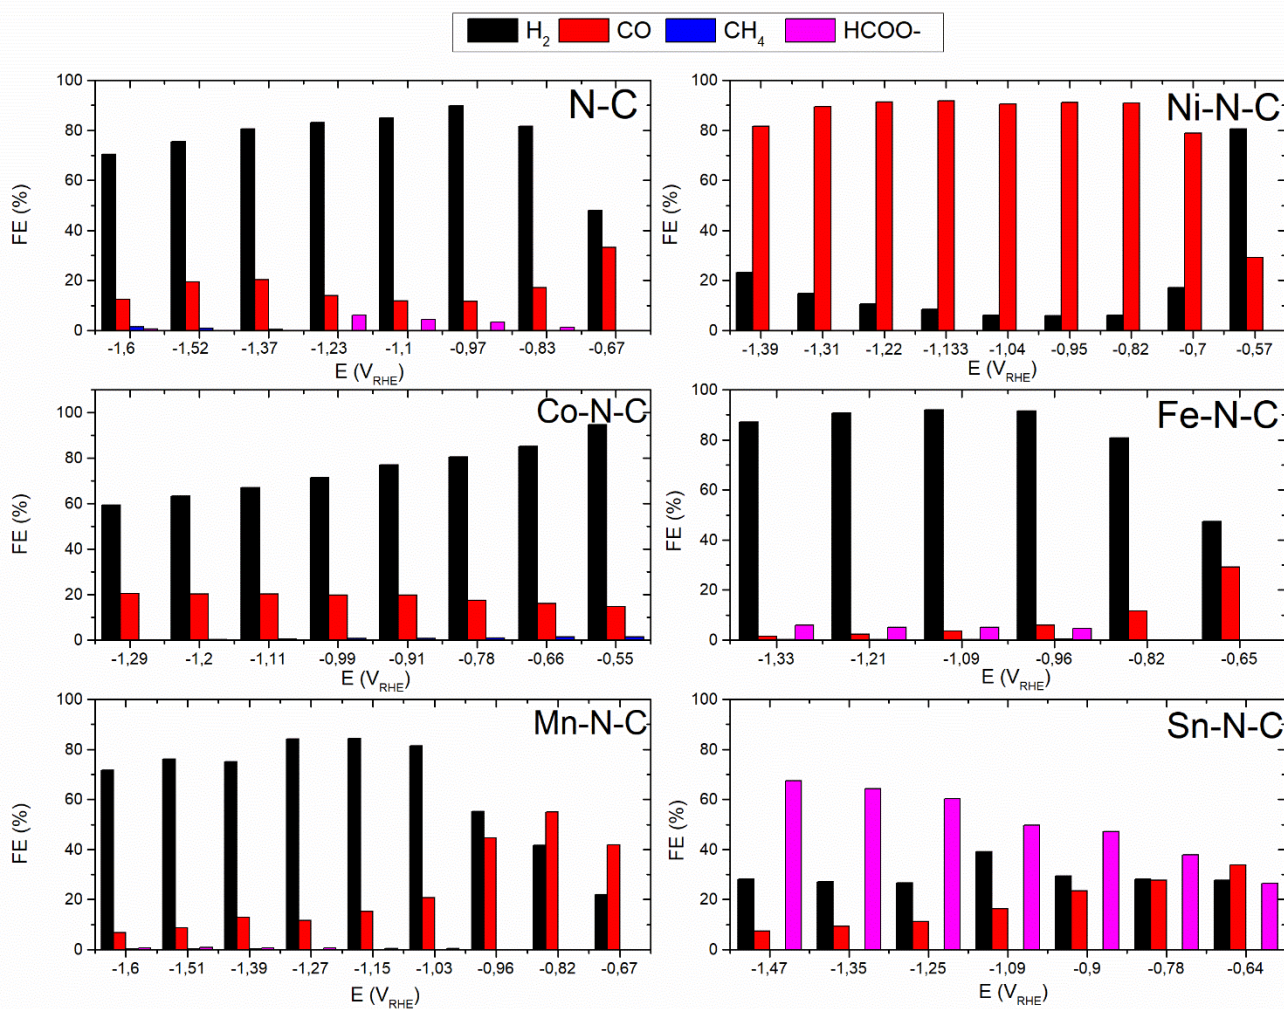 H2 CO CH4 HCOO-
N-C
FE (%)
100
80
60
40
20
0
-1,6 -1,52 -1,37 -1,23 -1,1 -0,97 -0,83 -0,67
E (VRHE)
Ni-N-C
FE (%)
100
80
60
40
20
0
-1,39 -1,31 -1,22 -1,133 -1,04 -0,95 -0,82 -0,7 -0,57
E (VRHE)
Co-N-C
FE (%)
100
80
60
40
20
0
-1,29 -1,2 -1,11 -0,99 -0,91 -0,78 -0,66 -0,55
E (VRHE)
Fe-N-C
FE (%)
100
80
60
40
20
0
-1,33 -1,21 -1,09 -0,96 -0,82 -0,65
E (VRHE)
Mn-N-C
FE (%)
100
80
60
40
20
0
-1,6 -1,51 -1,39 -1,27 -1,15 -1,03 -0,96 -0,82 -0,67
E (VRHE)
Sn-N-C
FE (%)
100
80
60
40
20
0
-1,47 -1,35 -1,25 -1,09 -0,9 -0,78 -0,64
E (VRHE)